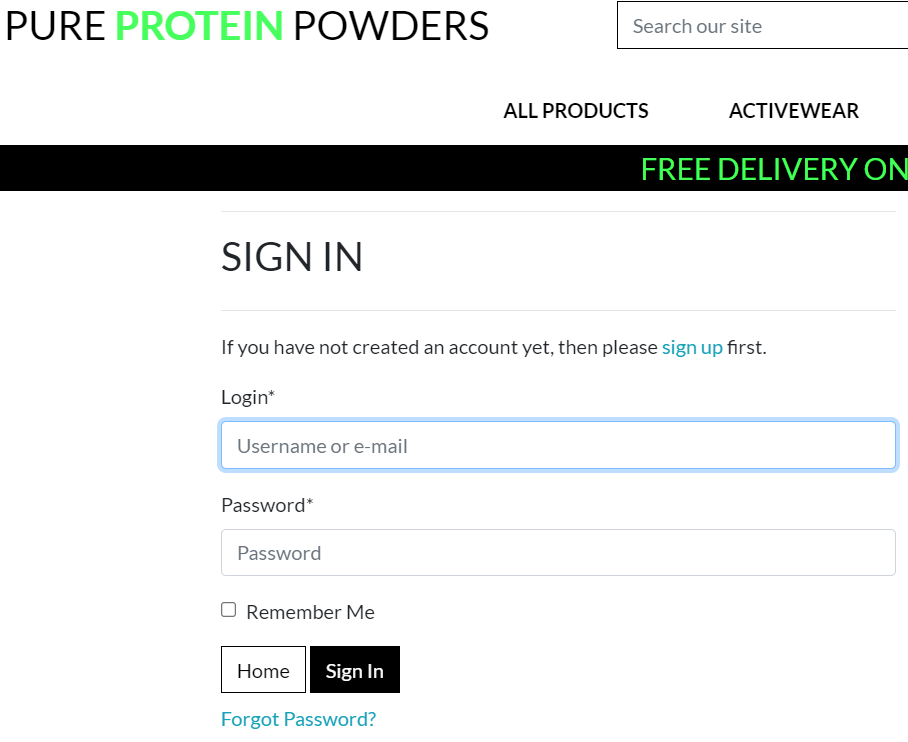 PURE PROTEIN POWDERS
Search our site
ALL PRODUCTS ACTIVEWEAR
FREE DELIVERY ON
SIGN IN
If you have not created an account yet, then please sign up first.
Login*
Username or e-mail
Password*
Password
Remember Me
Home Sign In
Forgot Password?